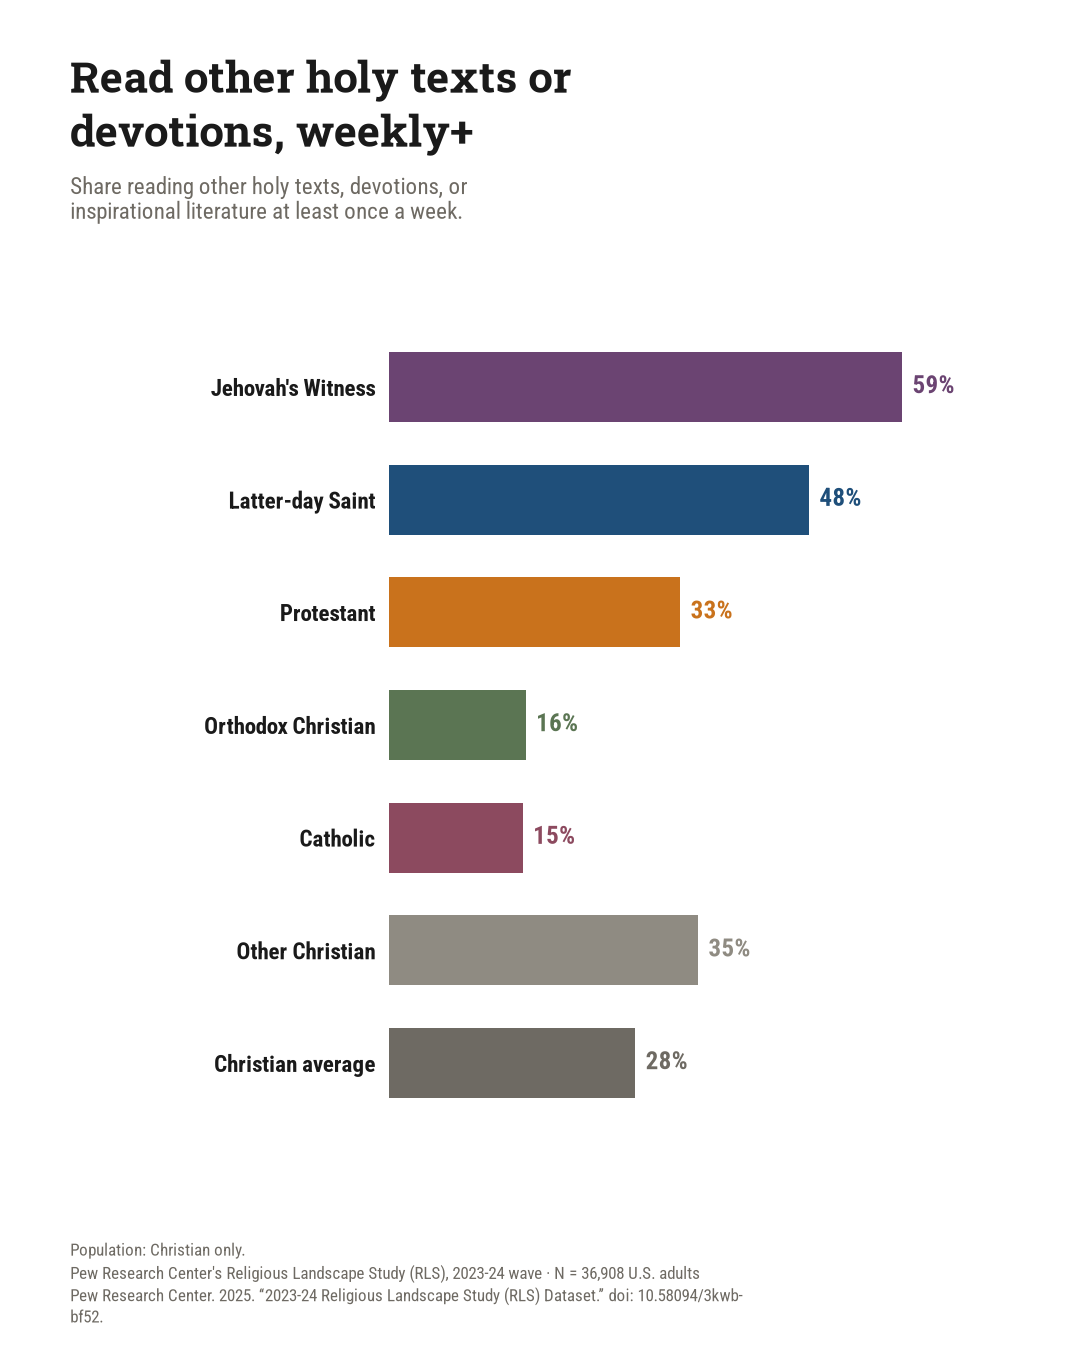 Read other holy texts or
devotions, weekly+
Share reading other holy texts, devotions, or
inspirational literature at least once a week.
Jehovah's Witness
59%
Latter-day Saint
48%
Protestant
33%
Orthodox Christian
16%
Catholic
15%
Other Christian
35%
Christian average
28%
Population: Christian only.
Pew Research Center's Religious Landscape Study (RLS), 2023-24 wave · N = 36,908 U.S. adults
Pew Research Center. 2025. “2023-24 Religious Landscape Study (RLS) Dataset.” doi: 10.58094/3kwb-
bf52.